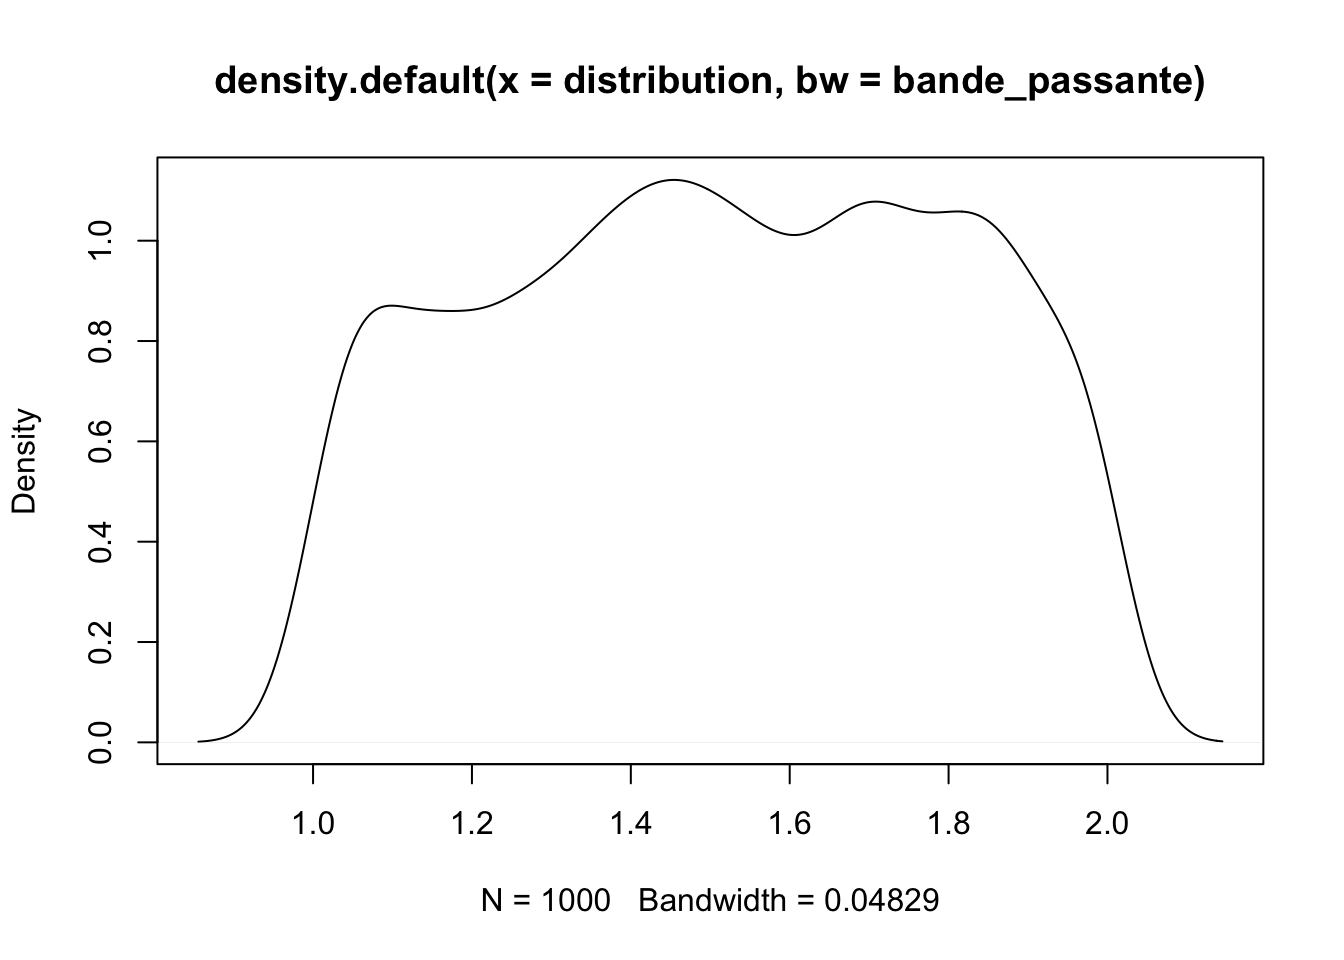 density.default(x = distribution, bw = bande_passante)
Density
1.0
0.8
0.6
0.4
0.2
0.0
1.0 1.2 1.4 1.6 1.8 2.0
N = 1000 Bandwidth = 0.04829